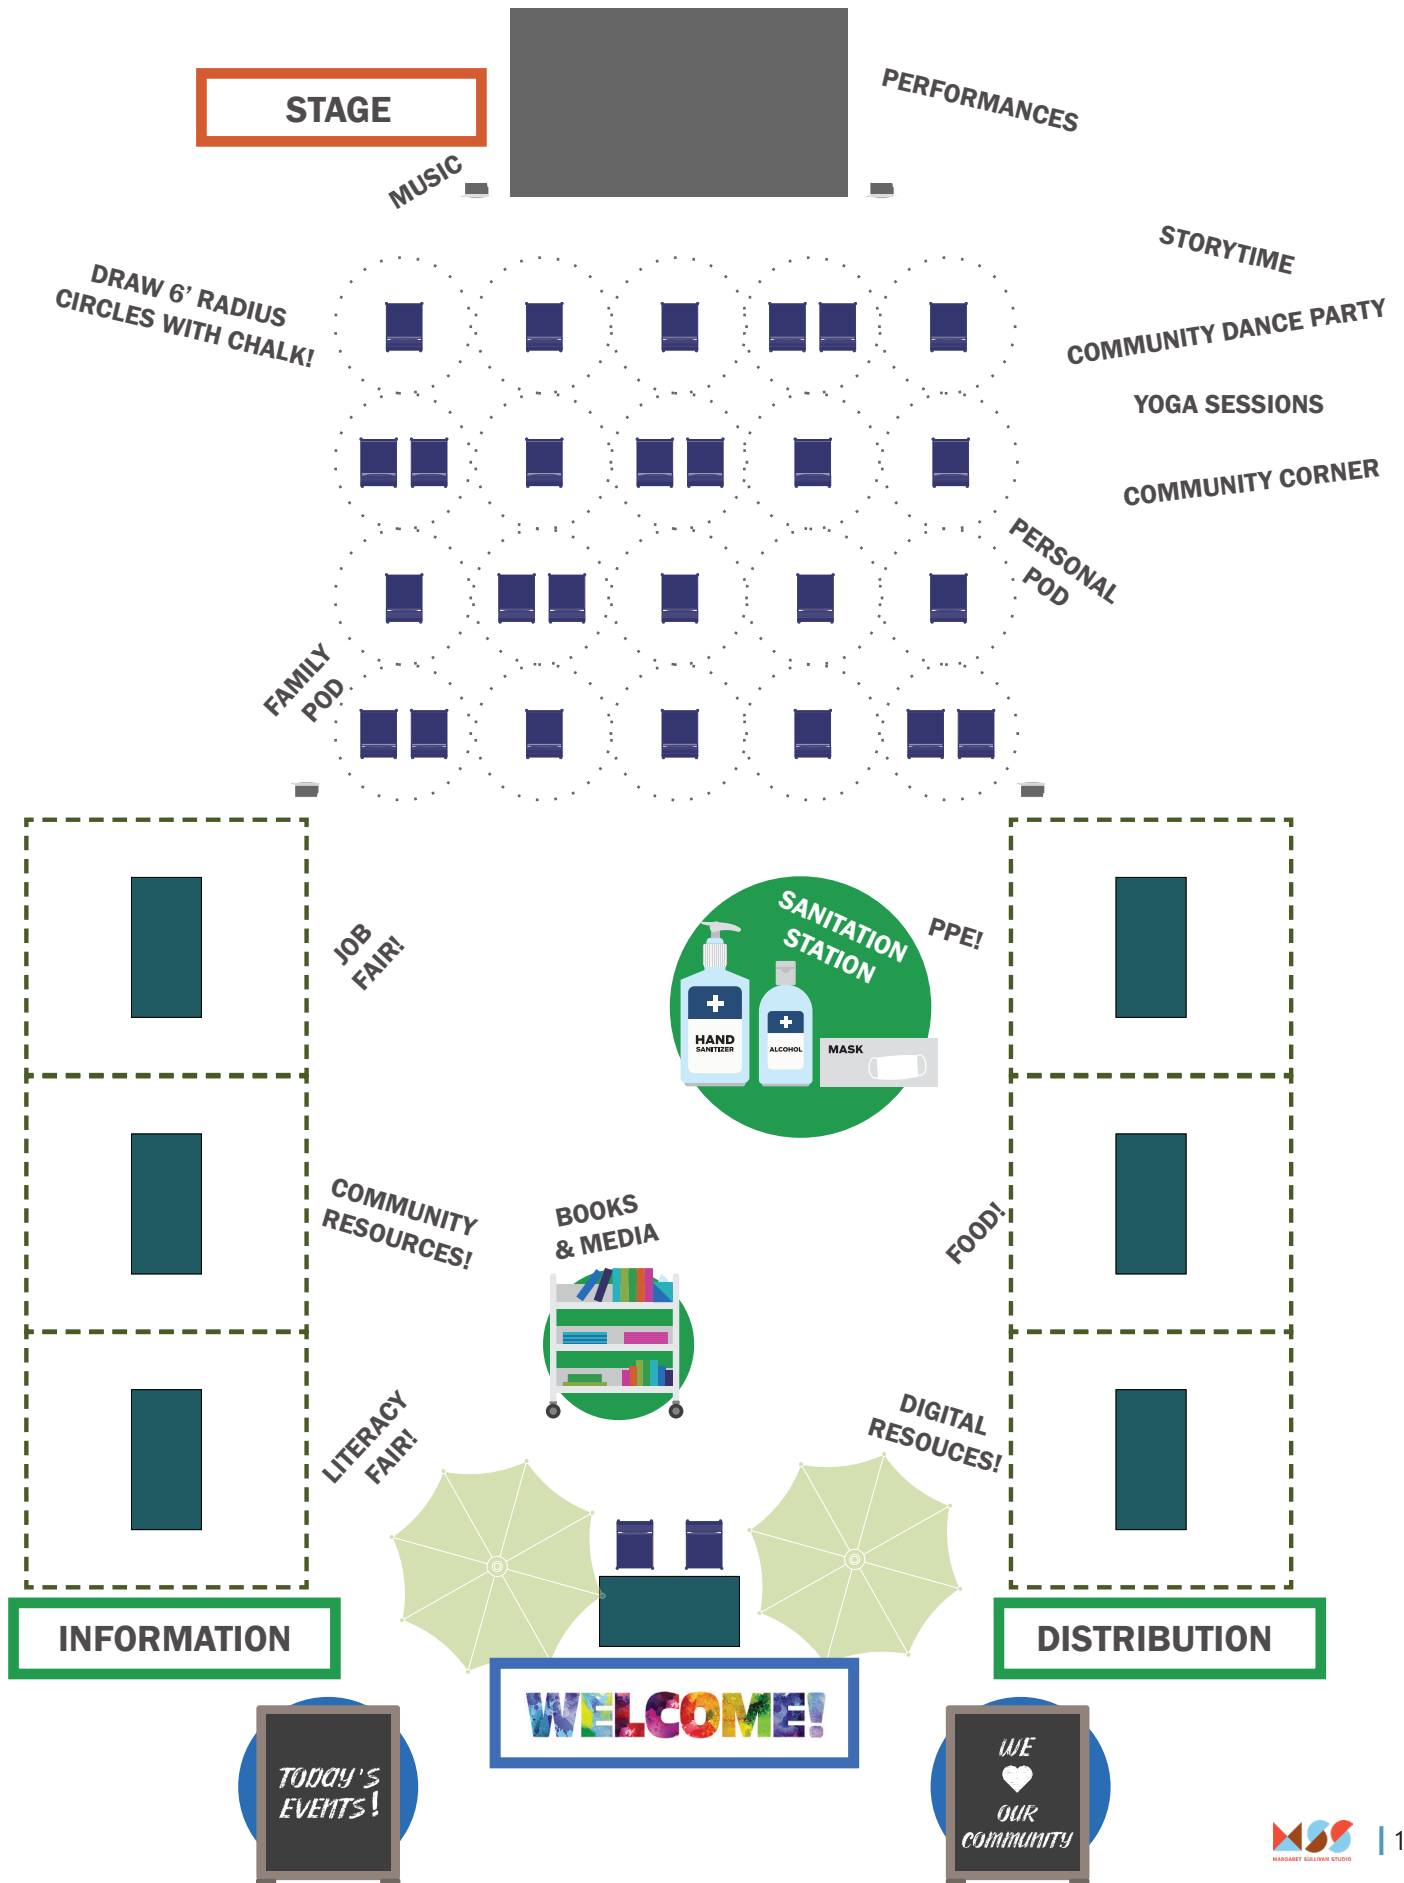 STAGE
PERFORMANCES
MUSIC
STORYTIME
DRAW 6’ RADIUS
CIRCLES WITH CHALK!
COMMUNITY DANCE PARTY
YOGA SESSIONS
COMMUNITY CORNER
PERSONAL
POD
FAMILY
POD
JOB
FAIR!
SANITATION
STATION
PPE!
HAND
SANITIZER
ALCOHOL
MASK
COMMUNITY
RESOURCES!
BOOKS
& MEDIA
FOOD!
LITERACY
FAIR!
DIGITAL
RESOUCES!
INFORMATION
DISTRIBUTION
WELCOME!
TODAY'S
EVENTS!
WE
OUR
COMMUNITY
MSS
MARGARET SULLIVAN STUDIO
| 1